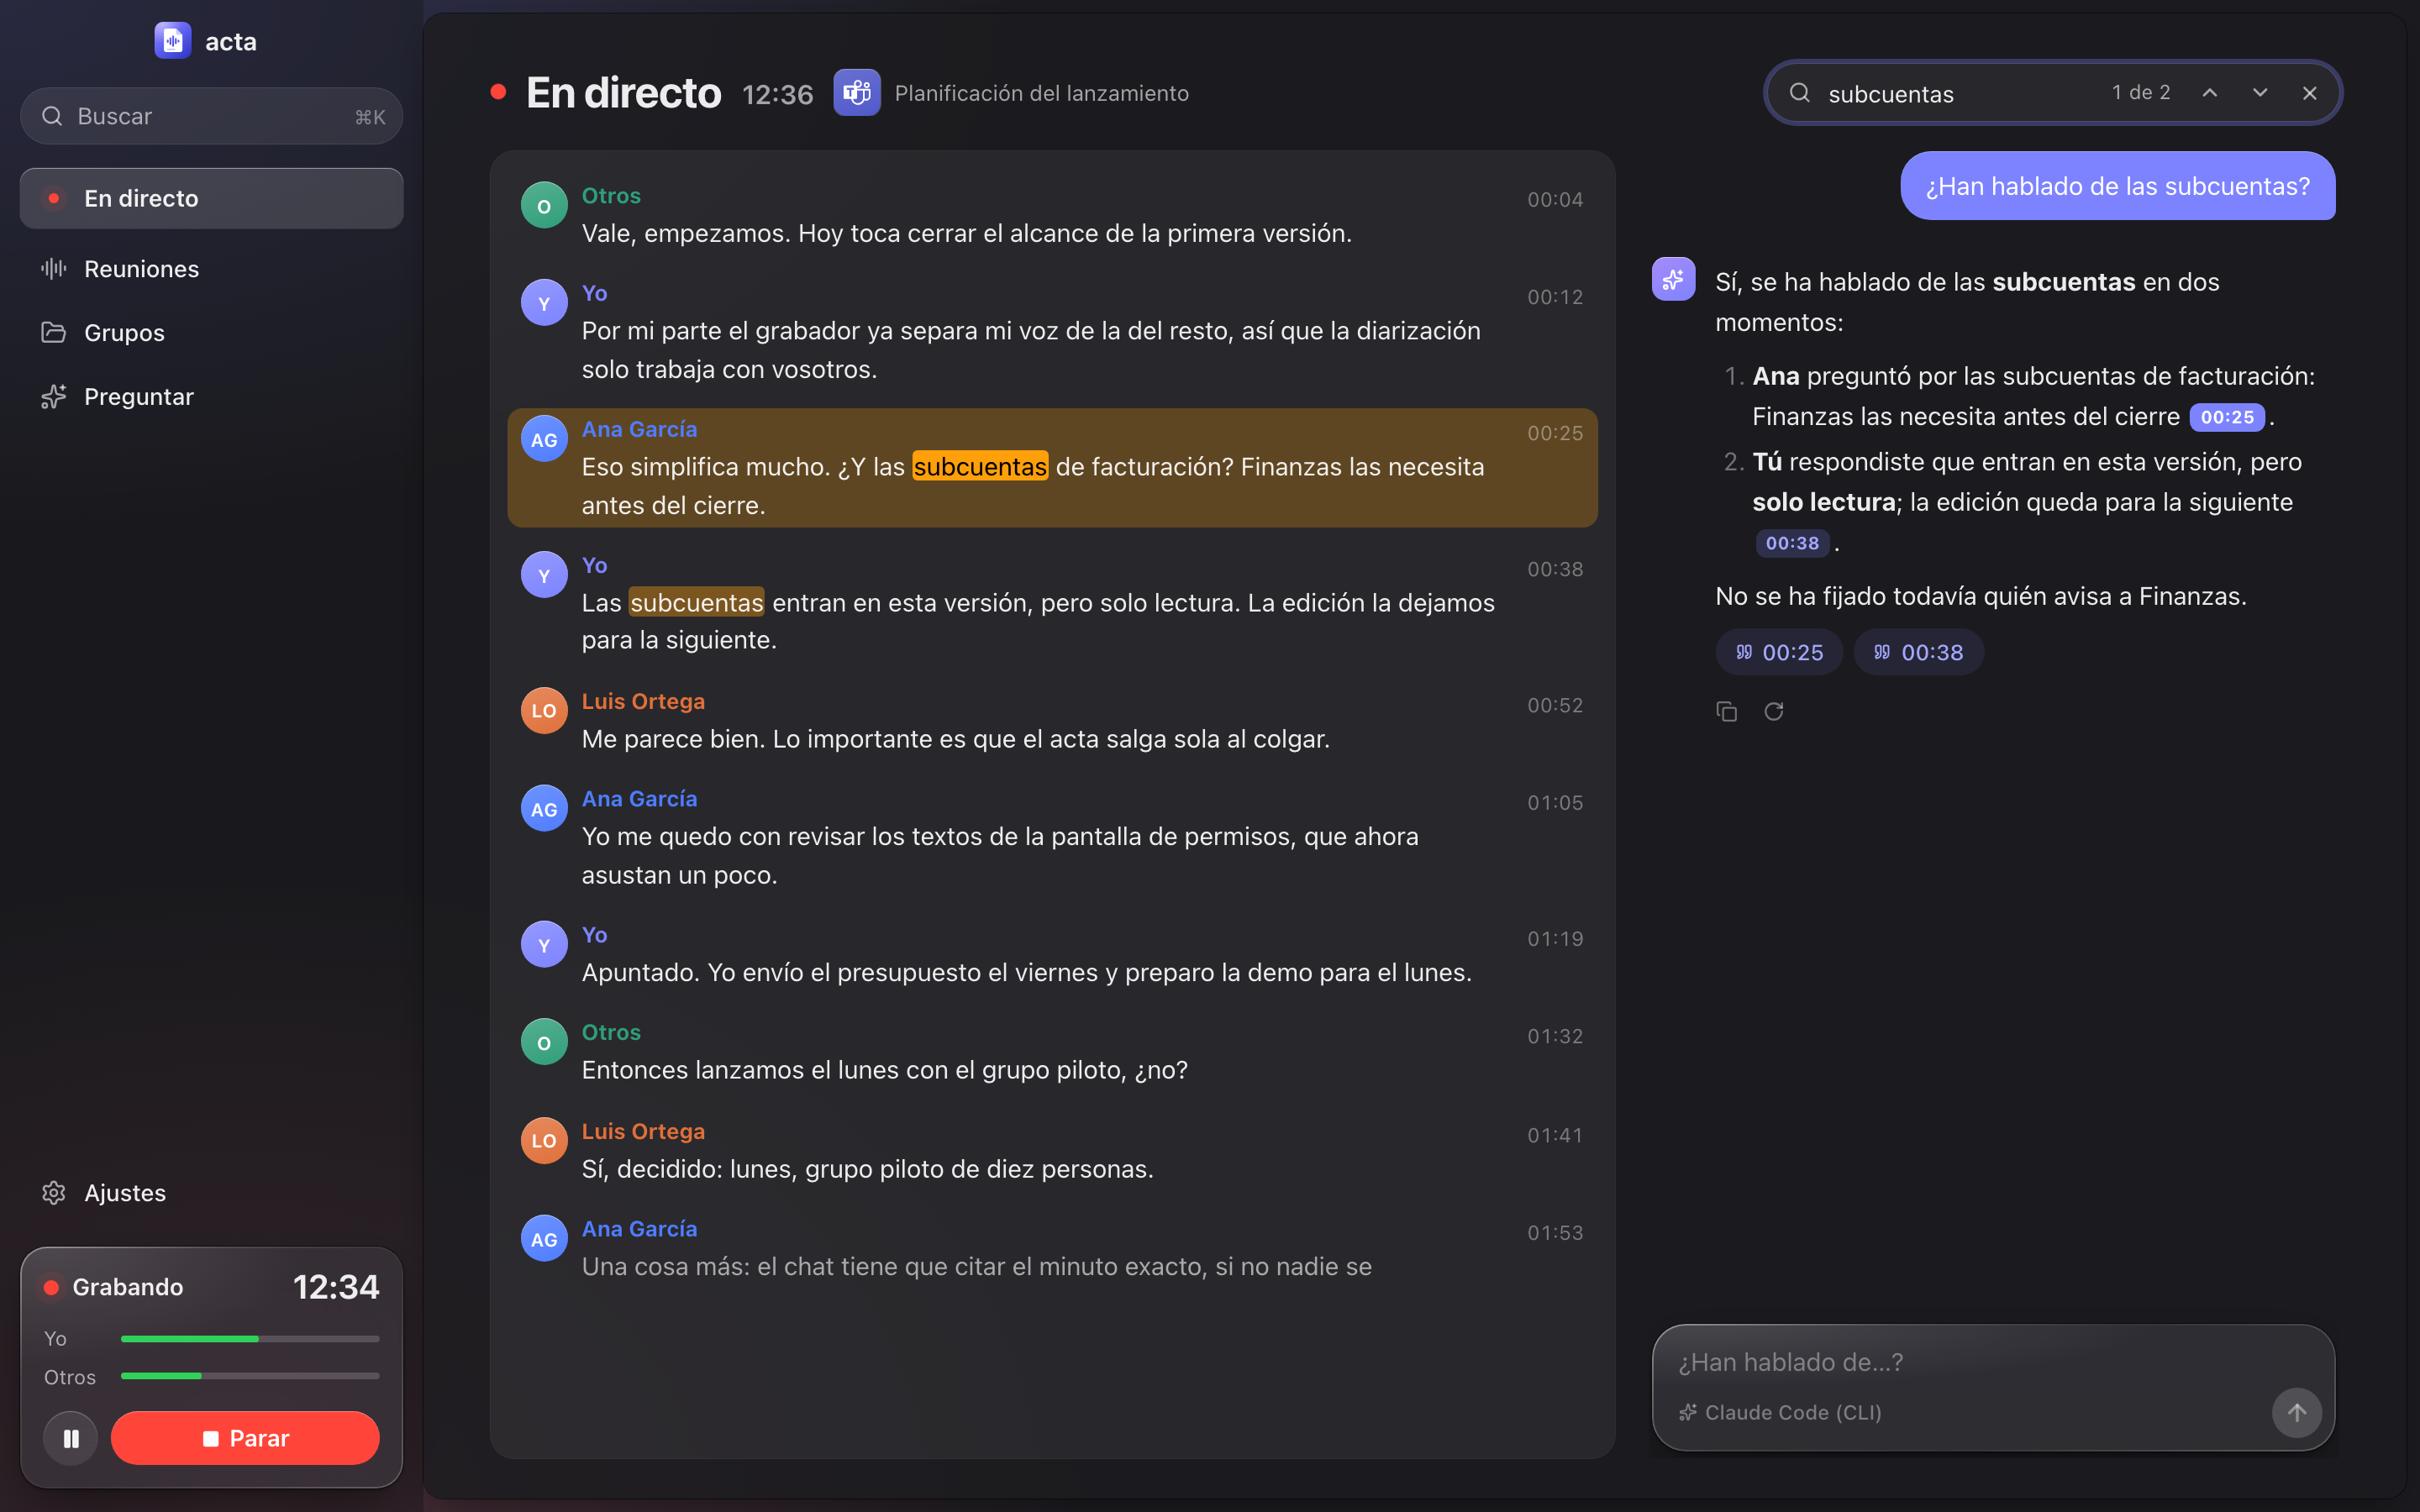 acta
Buscar
⌘K
En directo
Reuniones
Grupos
Preguntar
Ajustes
Grabando 12:34
Yo
Otros
Parar
En directo 12:36 Planificación del lanzamiento
subcuentas 1 de 2
O Otros 00:04
Vale, empezamos. Hoy toca cerrar el alcance de la primera versión.
Y Yo 00:12
Por mi parte el grabador ya separa mi voz de la del resto, así que la diarización
solo trabaja con vosotros.
AG Ana García 00:25
Eso simplifica mucho. ¿Y las subcuentas de facturación? Finanzas las necesita
antes del cierre.
Y Yo 00:38
Las subcuentas entran en esta versión, pero solo lectura. La edición la dejamos
para la siguiente.
LO Luis Ortega 00:52
Me parece bien. Lo importante es que el acta salga sola al colgar.
AG Ana García 01:05
Yo me quedo con revisar los textos de la pantalla de permisos, que ahora
asustan un poco.
Y Yo 01:19
Apuntado. Yo envío el presupuesto el viernes y preparo la demo para el lunes.
O Otros 01:32
Entonces lanzamos el lunes con el grupo piloto, ¿no?
LO Luis Ortega 01:41
Sí, decidido: lunes, grupo piloto de diez personas.
AG Ana García 01:53
Una cosa más: el chat tiene que citar el minuto exacto, si no nadie se
¿Han hablado de las subcuentas?
Sí, se ha hablado de las subcuentas en dos
momentos:
1. Ana preguntó por las subcuentas de facturación:
Finanzas las necesita antes del cierre 00:25 .
2. Tú respondiste que entran en esta versión, pero
solo lectura; la edición queda para la siguiente
00:38 .
No se ha fijado todavía quién avisa a Finanzas.
00:25 00:38
¿Han hablado de...?
Claude Code (CLI)